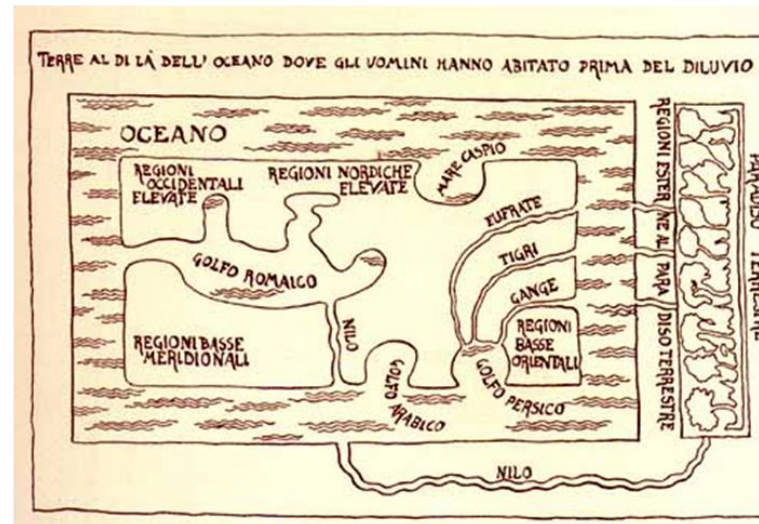 TERRE AL DI LÀ DELL' OCEANO DOVE GLI UOMINI HANNO ABITATO PRIMA DEL DILUVIO
OCEANO
REGIONI
OCCIDENTALI
ELEVATE
REGIONI NORDICHE
ELEVATE
MARE CASPIO
EUFRATE
TIGRI
GANGE
GOLFO ROMAICO
NILO
REGIONI BASSE
MERIDIONALI
GOLFO ARABICO
GOLFO PERSICO
REGIONI
BASSE
ORIENTALI
REGIONI ESTERNE AL PARADISO TERRESTRE
PARADISO TERRESTRE
NILO